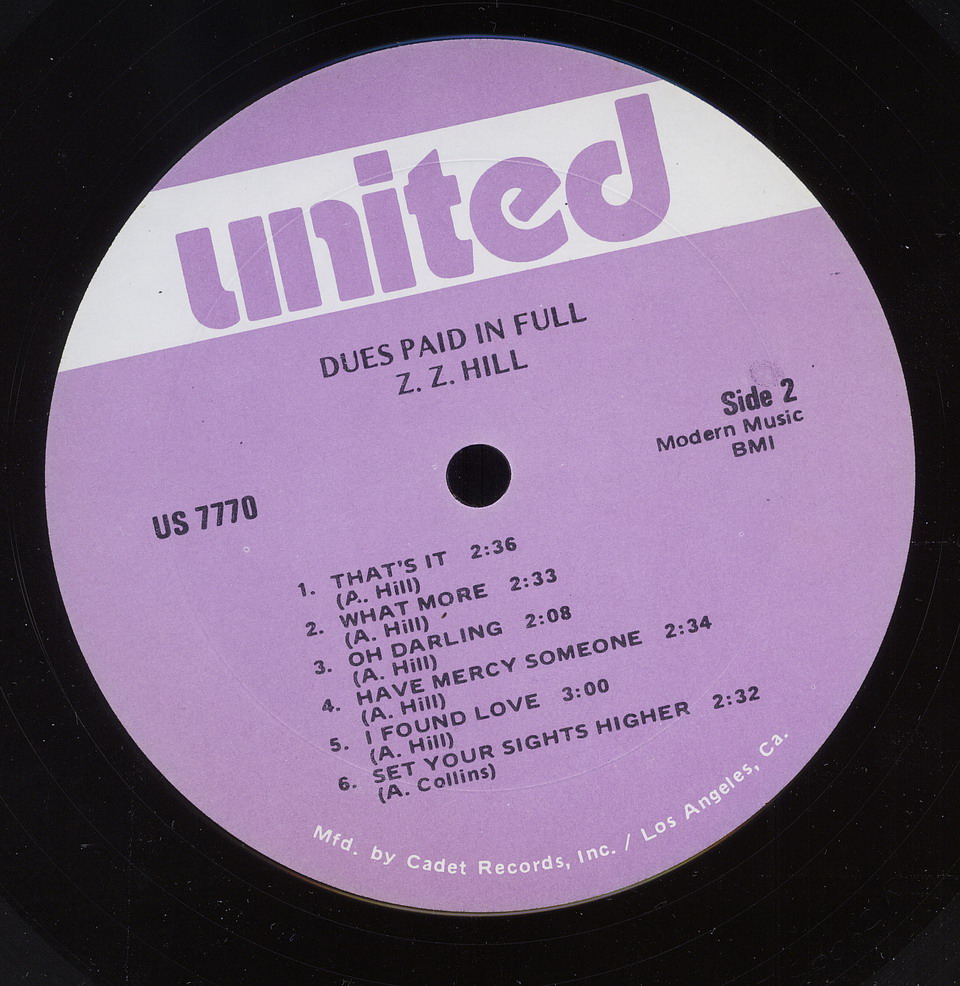 united
DUES PAID IN FULL
Z. Z. HILL
Side 2
Modern Music
BMI
US 7770
1. THAT'S IT 2:36
(A. Hill)
2. WHAT MORE 2:33
(A. Hill)
3. OH DARLING 2:08
(A. Hill)
4. HAVE MERCY SOMEONE 2:34
(A. Hill)
5. I FOUND LOVE 3:00
(A. Hill)
6. SET YOUR SIGHTS HIGHER 2:32
(A. Collins)
Mfd. by Cadet Records, Inc. / Los Angeles, Ca.